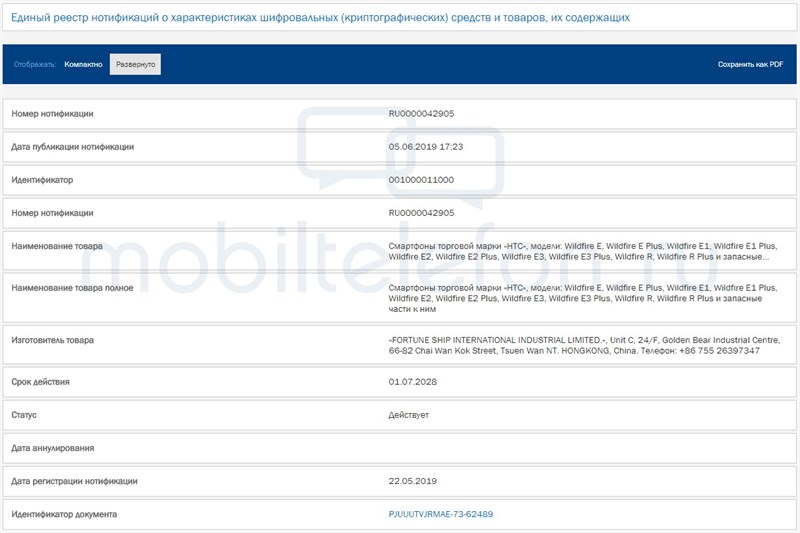 Единый реестр нотификаций о характеристиках шифровальных (криптографических) средств и товаров, их содержащих
Отображать: Компактно Развернуто Сохранить как PDF
Номер нотификации RU0000042905
Дата публикации нотификации 05.06.2019 17:23
Идентификатор 001000011000
Номер нотификации RU0000042905
Наименование товара Смартфоны торговой марки «HTC», модели: Wildfire E, Wildfire E Plus, Wildfire E1, Wildfire E1 Plus,
Wildfire E2, Wildfire E2 Plus, Wildfire E3, Wildfire E3 Plus, Wildfire R, Wildfire R Plus и запасные...
Наименование товара полное Смартфоны торговой марки «HTC», модели: Wildfire E, Wildfire E Plus, Wildfire E1, Wildfire E1 Plus,
Wildfire E2, Wildfire E2 Plus, Wildfire E3, Wildfire E3 Plus, Wildfire R, Wildfire R Plus и запасные
части к ним
Изготовитель товара «FORTUNE SHIP INTERNATIONAL INDUSTRIAL LIMITED.», Unit C, 24/F, Golden Bear Industrial Centre,
66-82 Chai Wan Kok Street, Tsuen Wan NT. HONGKONG, China. Телефон: +86 755 26397347
Срок действия 01.07.2028
Статус Действует
Дата аннулирования
Дата регистрации нотификации 22.05.2019
Идентификатор документа PJUUUTVJRMAE-73-62489
mobiltelefon.ru